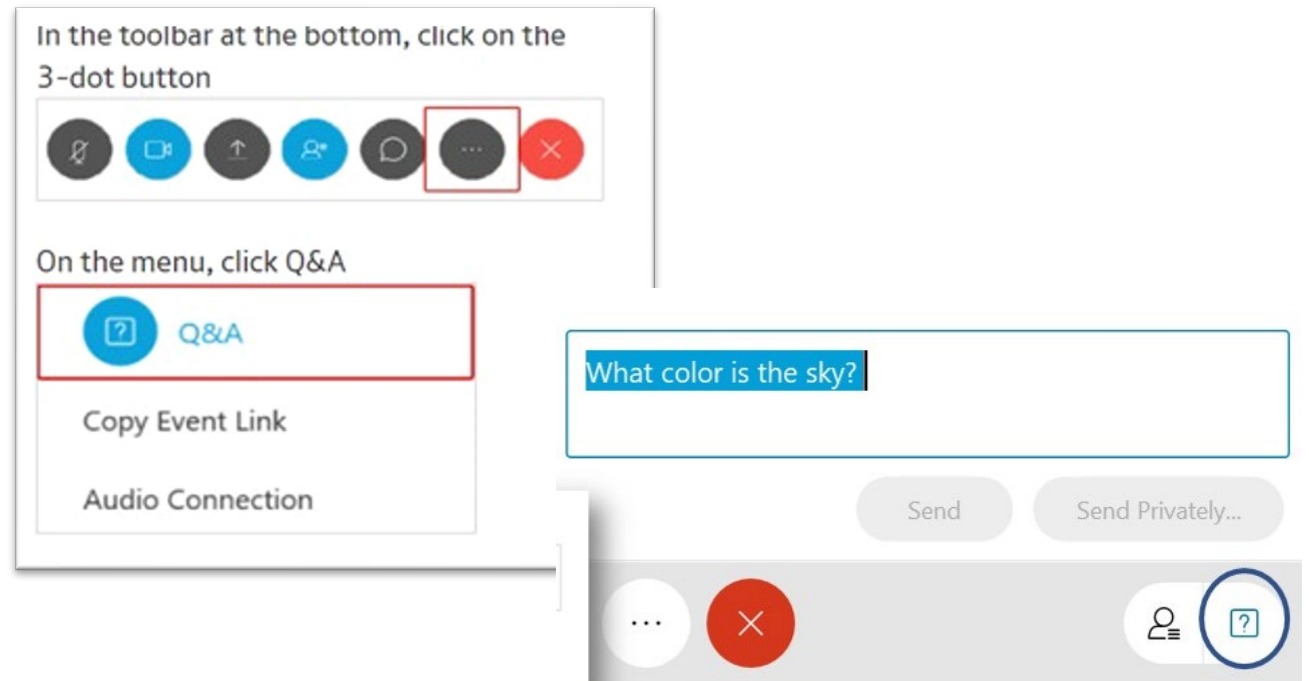 In the toolbar at the bottom, click on the
3-dot button
On the menu, click Q&A
Q&A
Copy Event Link
Audio Connection
What color is the sky?
Send
Send Privately...